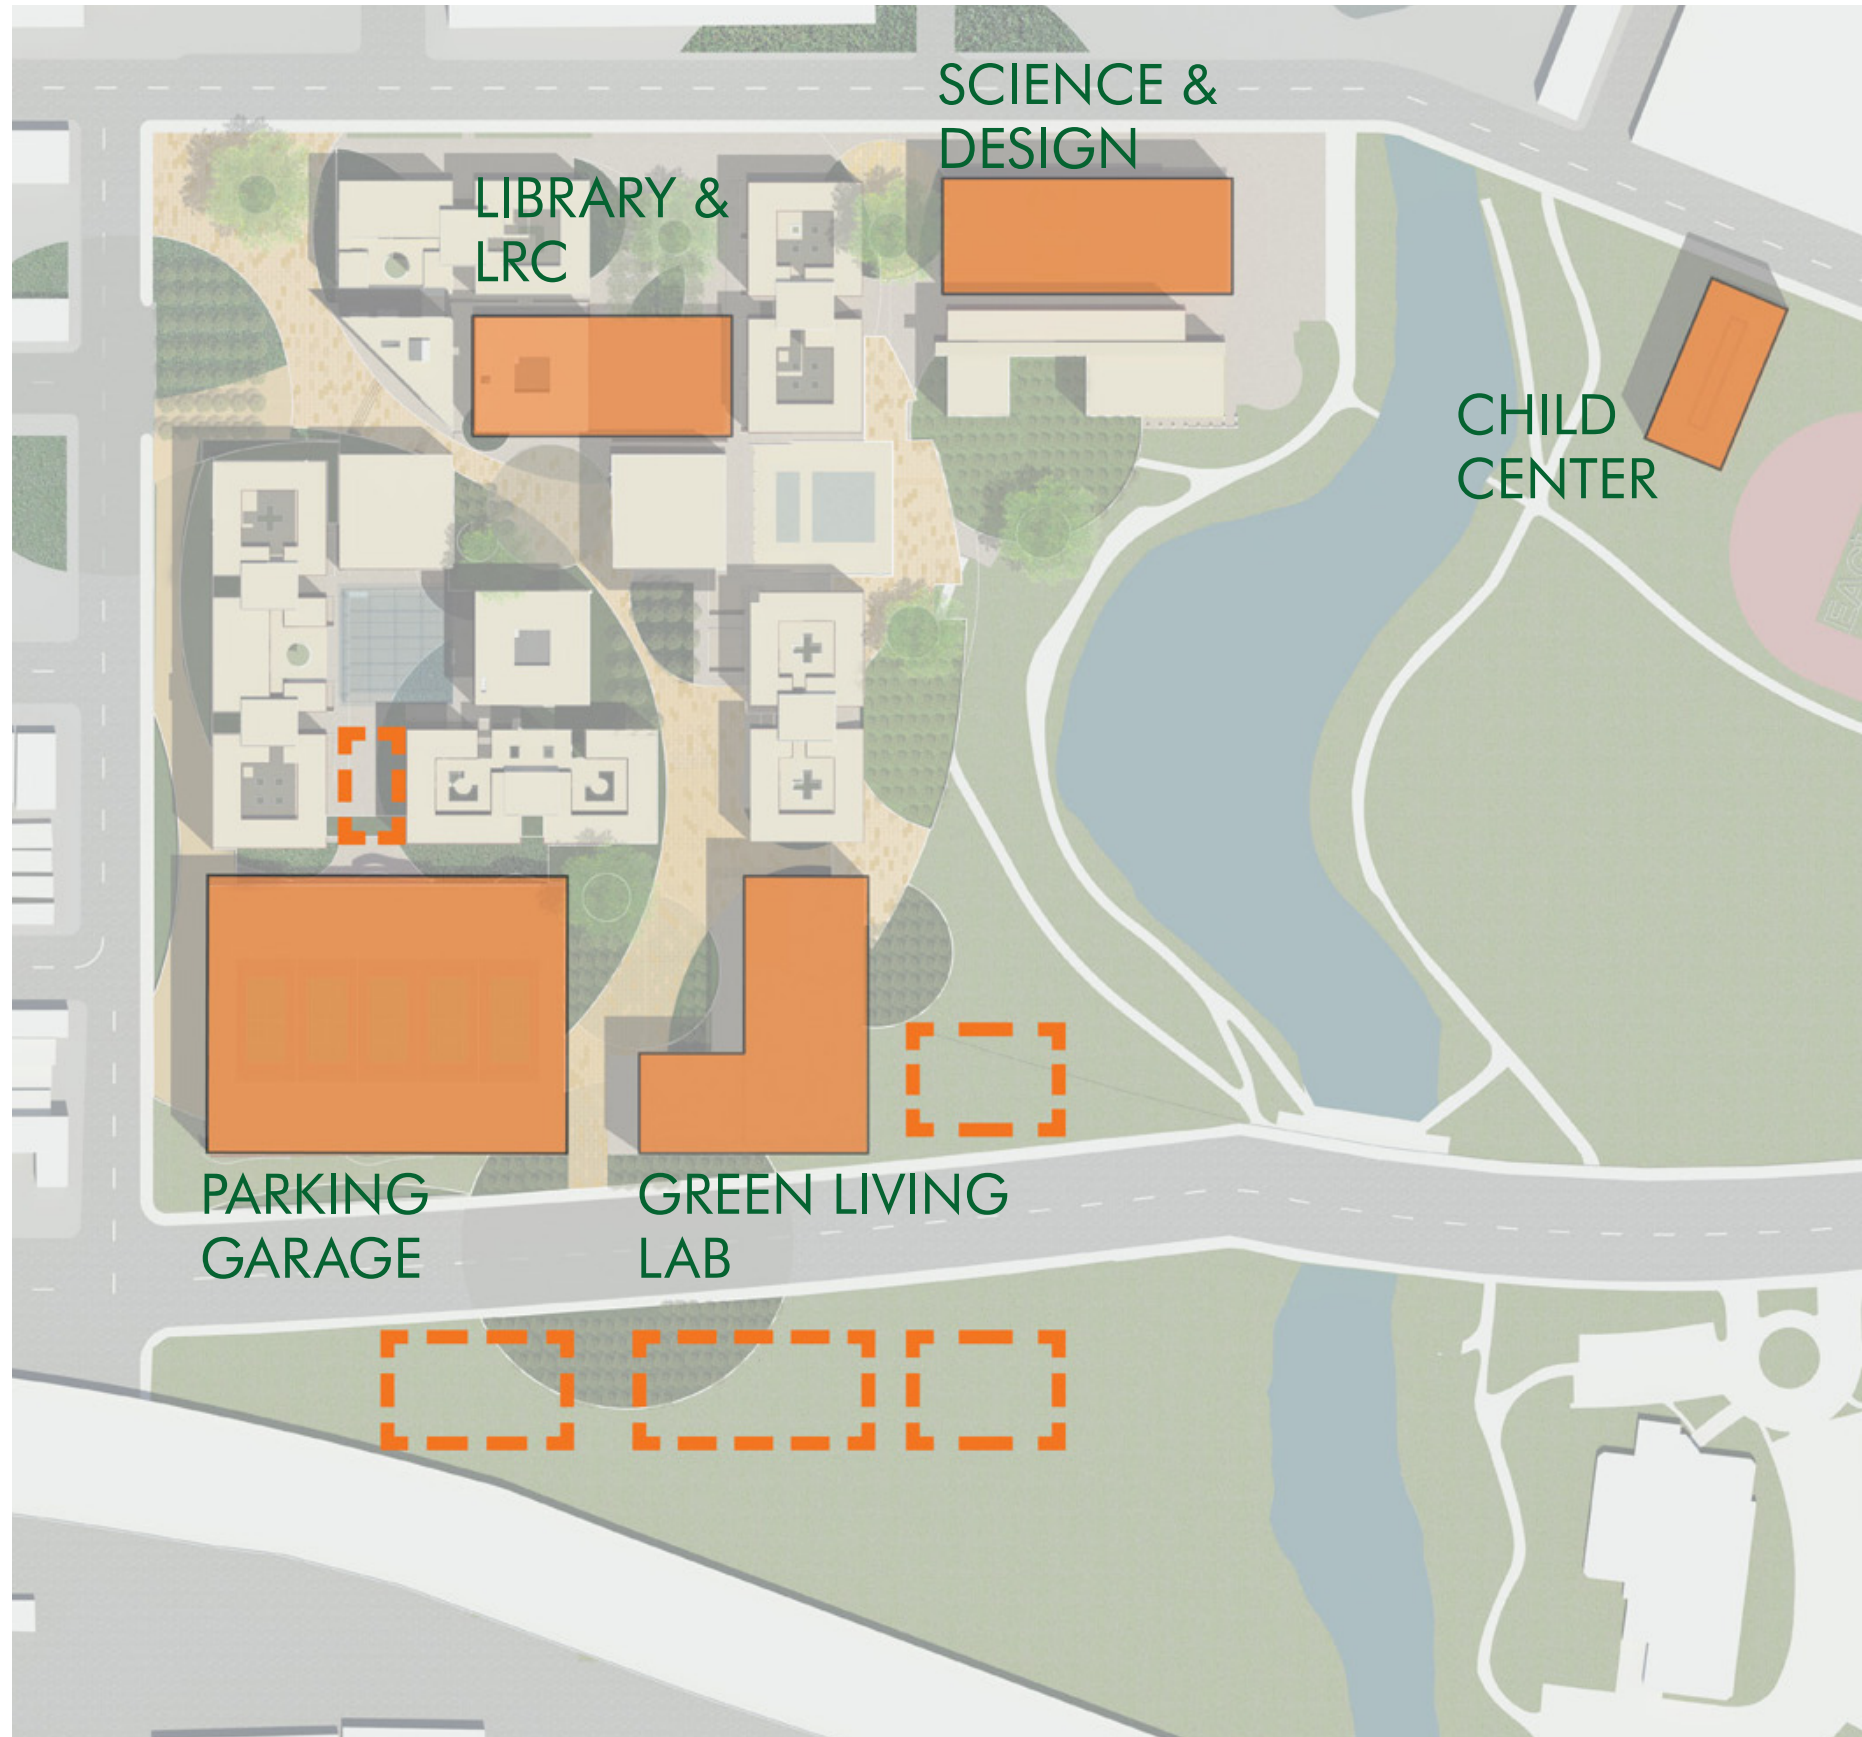 SCIENCE &
DESIGN
LIBRARY &
LRC
CHILD
CENTER
PARKING
GARAGE
GREEN LIVING
LAB